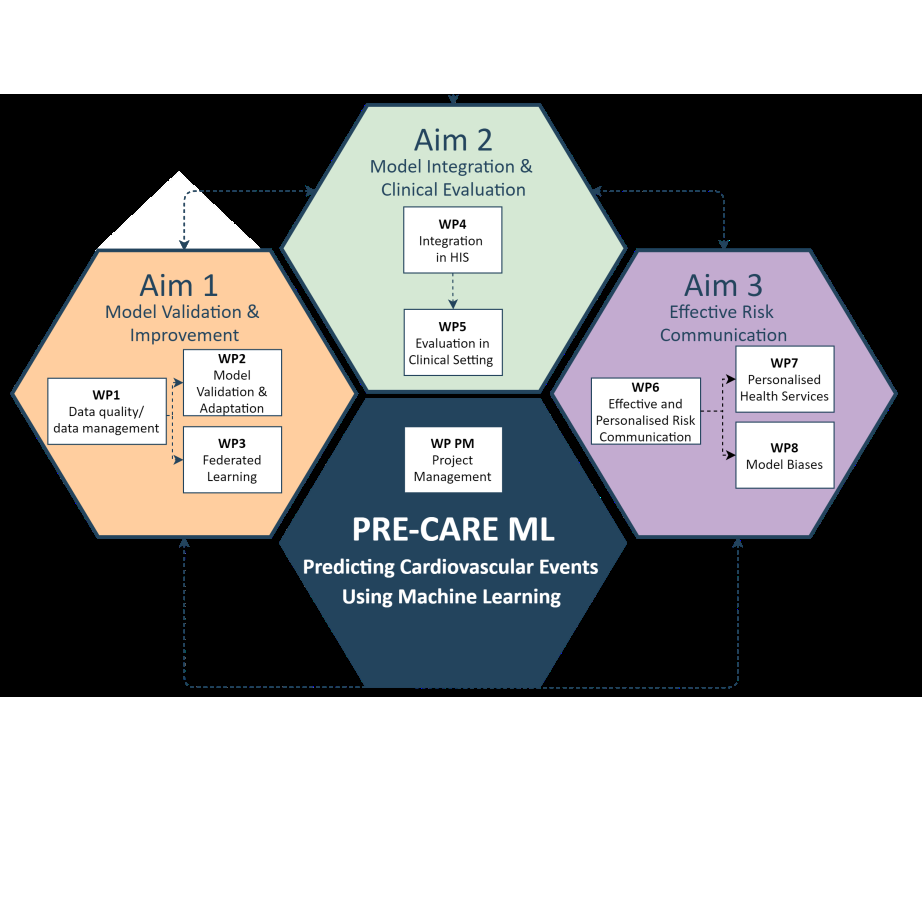 Aim 2
Model Integration &
Clinical Evaluation
WP4
Integration
in HIS
WP5
Evaluation in
Clinical Setting
Aim 1
Model Validation &
Improvement
WP1
Data quality/
data management
WP2
Model
Validation &
Adaptation
WP3
Federated
Learning
Aim 3
Effective Risk
Communication
WP6
Effective and
Personalised Risk
Communication
WP7
Personalised
Health Services
WP8
Model Biases
WP PM
Project
Management
PRE-CARE ML
Predicting Cardiovascular Events
Using Machine Learning